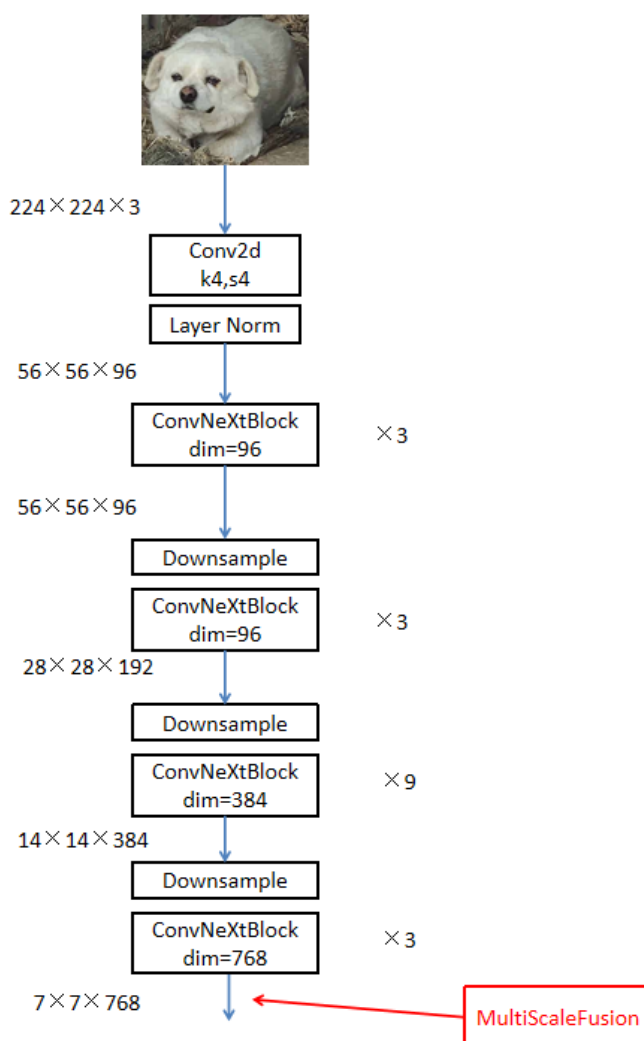 224×224×3
Conv2d
k4,s4
Layer Norm
56×56×96
ConvNeXtBlock
dim=96
×3
56×56×96
Downsample
ConvNeXtBlock
dim=96
×3
28×28×192
Downsample
ConvNeXtBlock
dim=384
×9
14×14×384
Downsample
ConvNeXtBlock
dim=768
×3
7×7×768
MultiScaleFusion